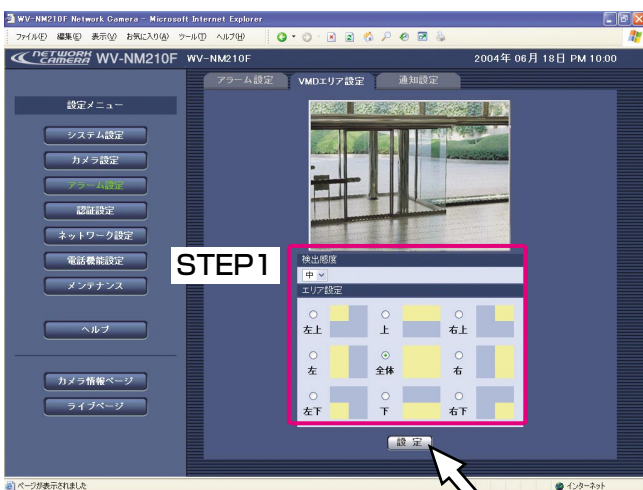 WV-NM210F Network Camera - Microsoft Internet Explorer
ファイル(F) 編集(E) 表示(V) お気に入り(A) ツール(T) ヘルプ(H)
NETWORK CAMERA WV-NM210F WV-NM210F 2004年 06月 18日 PM 10:00
アラーム設定 VMDエリア設定 通知設定
設定メニュー
システム設定
カメラ設定
アラーム設定
認証設定
ネットワーク設定
電話機能設定
メンテナンス
ヘルプ
カメラ情報ページ
ライブページ
STEP1
検出感度
中
エリア設定
左上 上 右上
左 全体 右
左下 下 右下
設 定
ページが表示されました インターネット